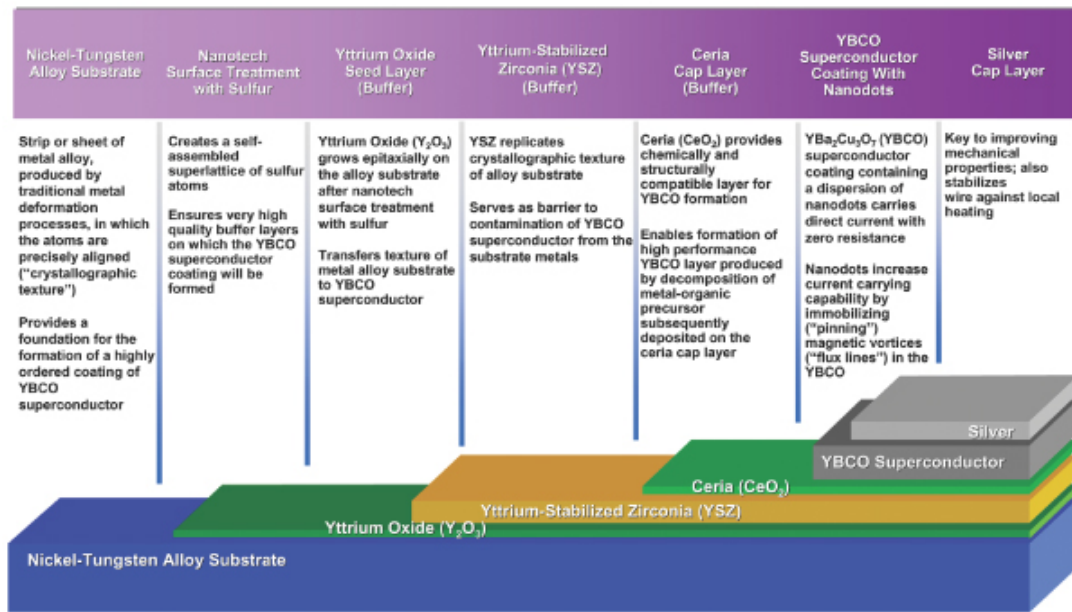 Nickel-Tungsten
Alloy Substrate
Nanotech
Surface Treatment
with Sulfur
Yttrium Oxide
Seed Layer
(Buffer)
Yttrium-Stabilized
Zirconia (YSZ)
(Buffer)
Ceria
Cap Layer
(Buffer)
YBCO
Superconductor
Coating With
Nanodots
Silver
Cap Layer
Strip or sheet of
metal alloy,
produced by
traditional metal
deformation
processes, in which
the atoms are
precisely aligned
(“crystallographic
texture”)
Provides a
foundation for the
formation of a highly
ordered coating of
YBCO
superconductor
Creates a self-
assembled
superlattice of sulfur
atoms
Ensures very high
quality buffer layers
on which the YBCO
superconductor
coating will be
formed
Yttrium Oxide (Y₂O₃)
grows epitaxially on
the alloy substrate
after nanotech
surface treatment
with sulfur
Transfers texture of
metal alloy substrate
to YBCO
superconductor
YSZ replicates
crystallographic texture
of alloy substrate
Serves as barrier to
contamination of YBCO
superconductor from the
substrate metals
Ceria (CeO₂) provides
chemically and
structurally
compatible layer for
YBCO formation
Enables formation of
high performance
YBCO layer produced
by decomposition of
metal-organic
precursor
subsequently
deposited on the
ceria cap layer
YBa₂Cu₃O₇ (YBCO)
superconductor
coating containing
a dispersion of
nanodots carries
direct current with
zero resistance
Nanodots increase
current carrying
capability by
immobilizing
(“pinning”)
magnetic vortices
(“flux lines”) in the
YBCO
Key to improving
mechanical
properties; also
stabilizes
wire against local
heating
Silver
YBCO Superconductor
Ceria (CeO₂)
Yttrium-Stabilized Zirconia (YSZ)
Yttrium Oxide (Y₂O₃)
Nickel-Tungsten Alloy Substrate